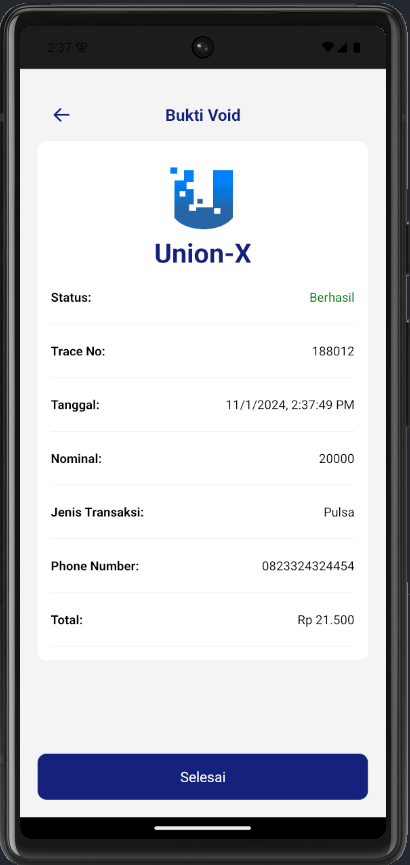 2:37
Bukti Void
Union-X
Status: Berhasil
Trace No: 188012
Tanggal: 11/1/2024, 2:37:49 PM
Nominal: 20000
Jenis Transaksi: Pulsa
Phone Number: 0823324324454
Total: Rp 21.500
Selesai